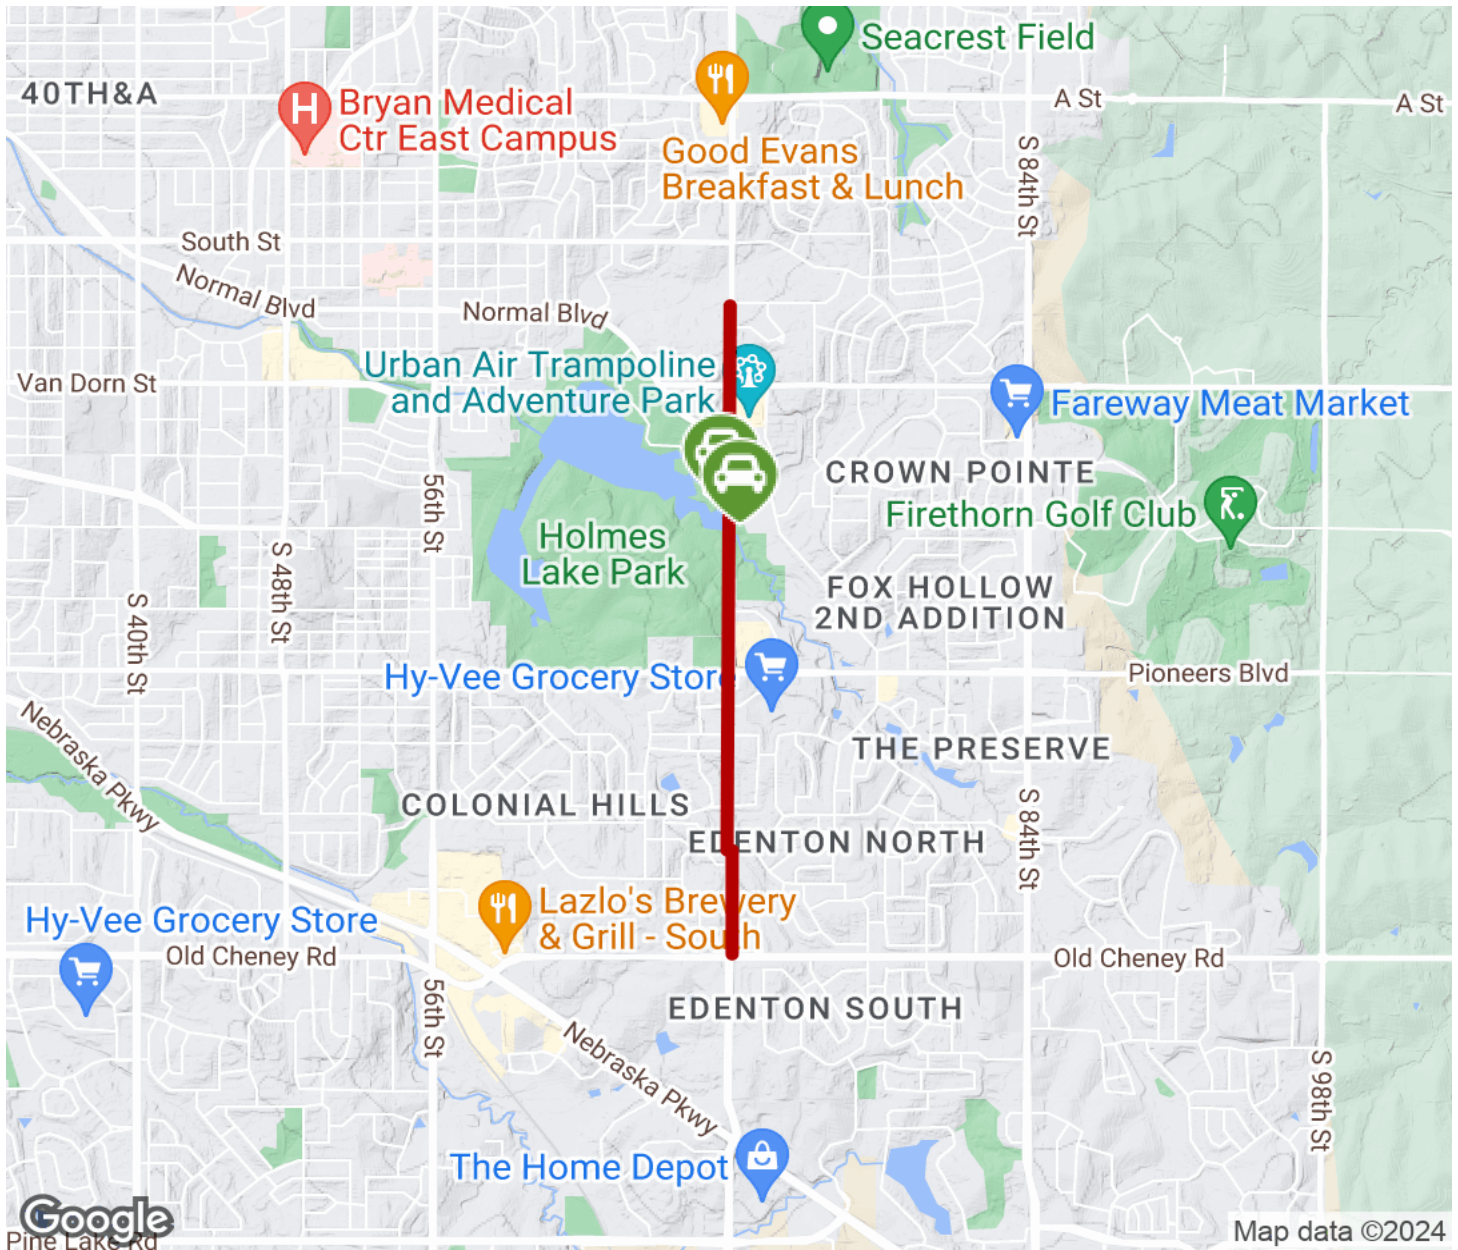 Seacrest Field
40TH&A
Bryan Medical
Ctr East Campus
A St
A St
Good Evans
Breakfast & Lunch
S 84th St
South St
Normal Blvd
Normal Blvd
Urban Air Trampoline
and Adventure Park
Van Dorn St
Fareway Meat Market
CROWN POINTE
56th St
Firethorn Golf Club
Holmes
Lake Park
S 48th St
FOX HOLLOW
2ND ADDITION
S 40th St
Hy-Vee Grocery Store
Pioneers Blvd
Nebraska Pkwy
THE PRESERVE
COLONIAL HILLS
S 84th St
EDENTON NORTH
Lazlo's Brewery
& Grill - South
Hy-Vee Grocery Store
Old Cheney Rd
Old Cheney Rd
56th St
EDENTON SOUTH
Nebraska Pkwy
S 98th St
The Home Depot
Google
Pine Lake Rd
Map data ©2024